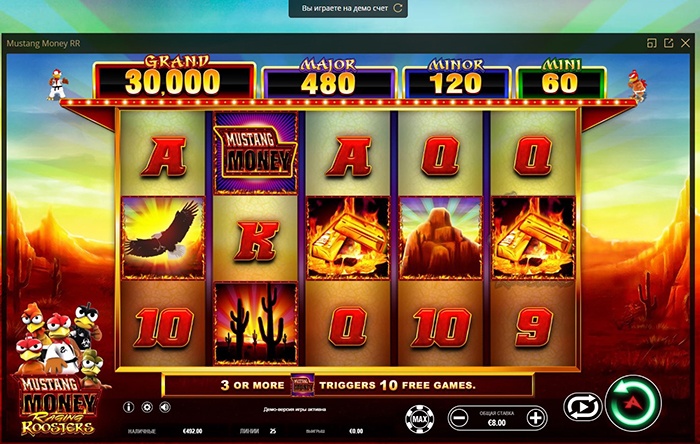 Вы играете на демо счет
Mustang Money RR
GRAND
30,000
MAJOR
480
MINOR
120
MINI
60
A
MUSTANG
MONEY
A
Q
Q
K
10
Q
10
9
3 OR MORE MUSTANG MONEY TRIGGERS 10 FREE GAMES.
MUSTANG
MONEY
RAGING
ROOSTERS
Демо-версия игры активна
НАЛИЧНЫЕ €492.00 ЛИНИИ 25 ВЫИГРЫШ €0.00
MAX
ОБЩАЯ СТАВКА
€8.00